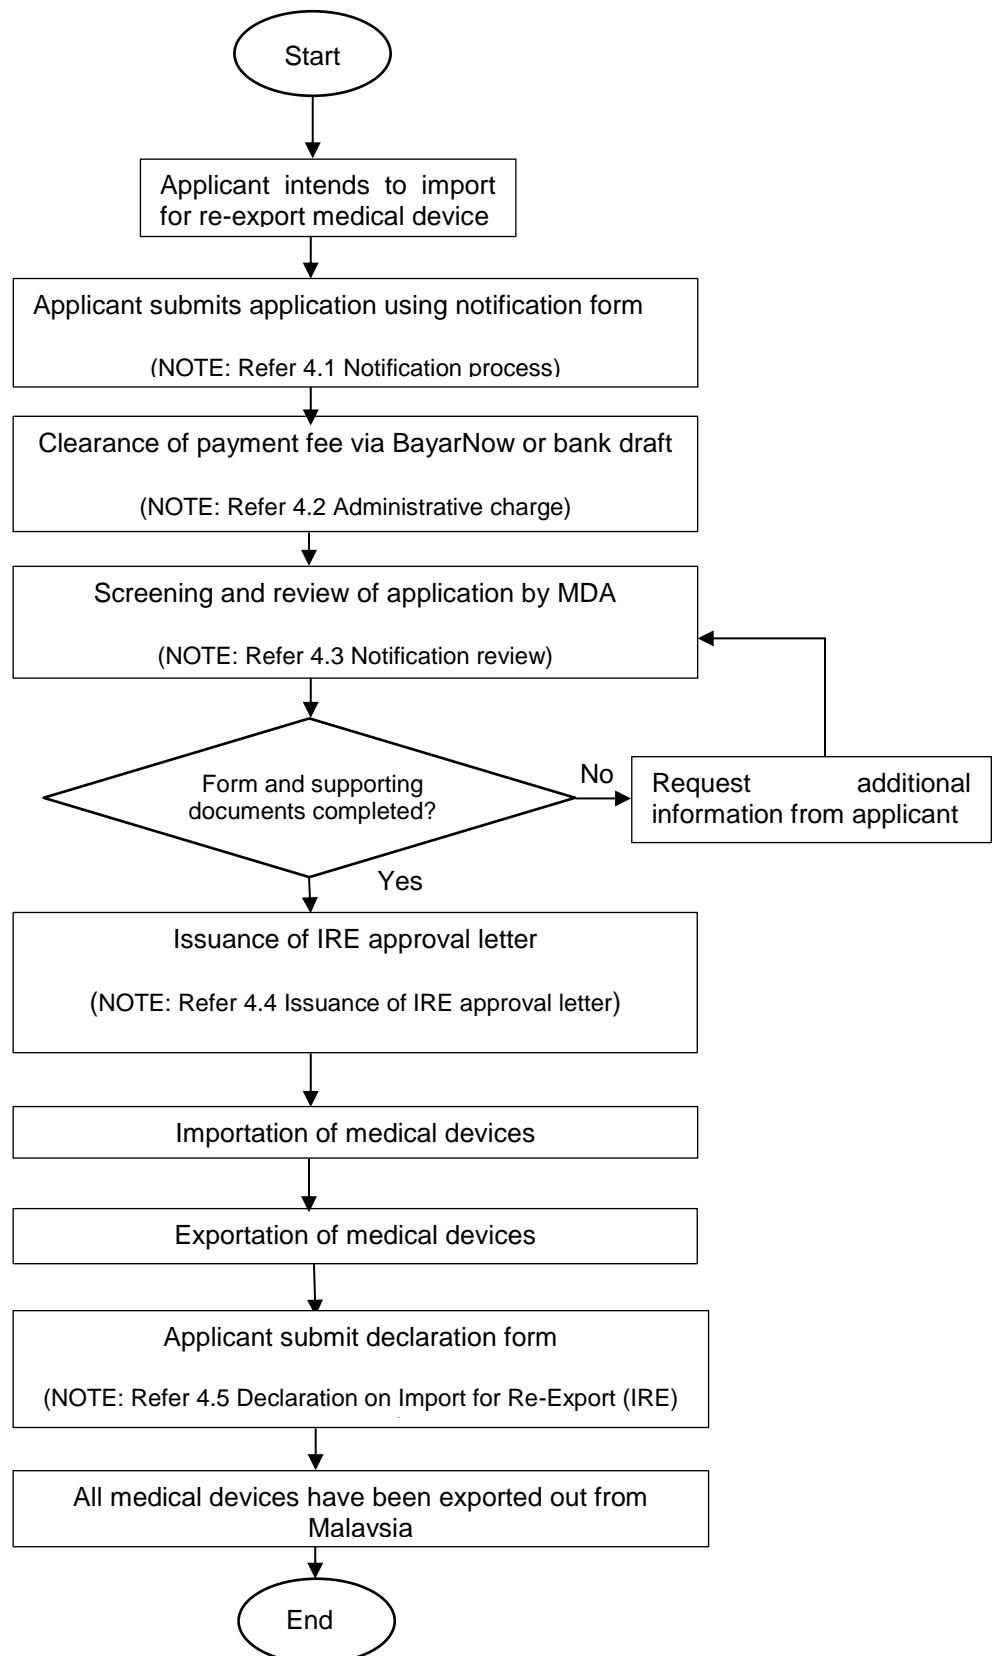 Start
Applicant intends to import
for re-export medical device
Applicant submits application using notification form
(NOTE: Refer 4.1 Notification process)
Clearance of payment fee via BayarNow or bank draft
(NOTE: Refer 4.2 Administrative charge)
Screening and review of application by MDA
(NOTE: Refer 4.3 Notification review)
Form and supporting
documents completed?
No
Request additional
information from applicant
Yes
Issuance of IRE approval letter
(NOTE: Refer 4.4 Issuance of IRE approval letter)
Importation of medical devices
Exportation of medical devices
Applicant submit declaration form
(NOTE: Refer 4.5 Declaration on Import for Re-Export (IRE)
All medical devices have been exported out from
Malaysia
End